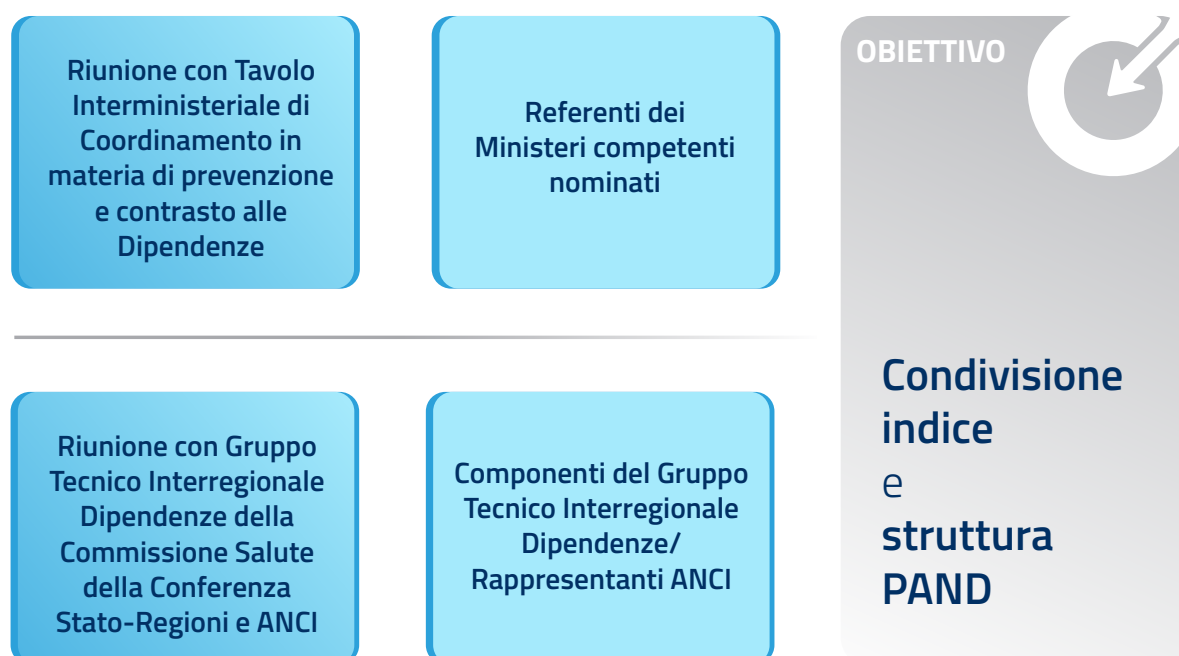 Riunione con Tavolo
Interministeriale di
Coordinamento in
materia di prevenzione
e contrasto alle
Dipendenze
Referenti dei
Ministeri competenti
nominati
OBIETTIVO
Riunione con Gruppo
Tecnico Interregionale
Dipendenze della
Commissione Salute
della Conferenza
Stato-Regioni e ANCI
Componenti del Gruppo
Tecnico Interregionale
Dipendenze/
Rappresentanti ANCI
Condivisione
indice
e
struttura
PAND